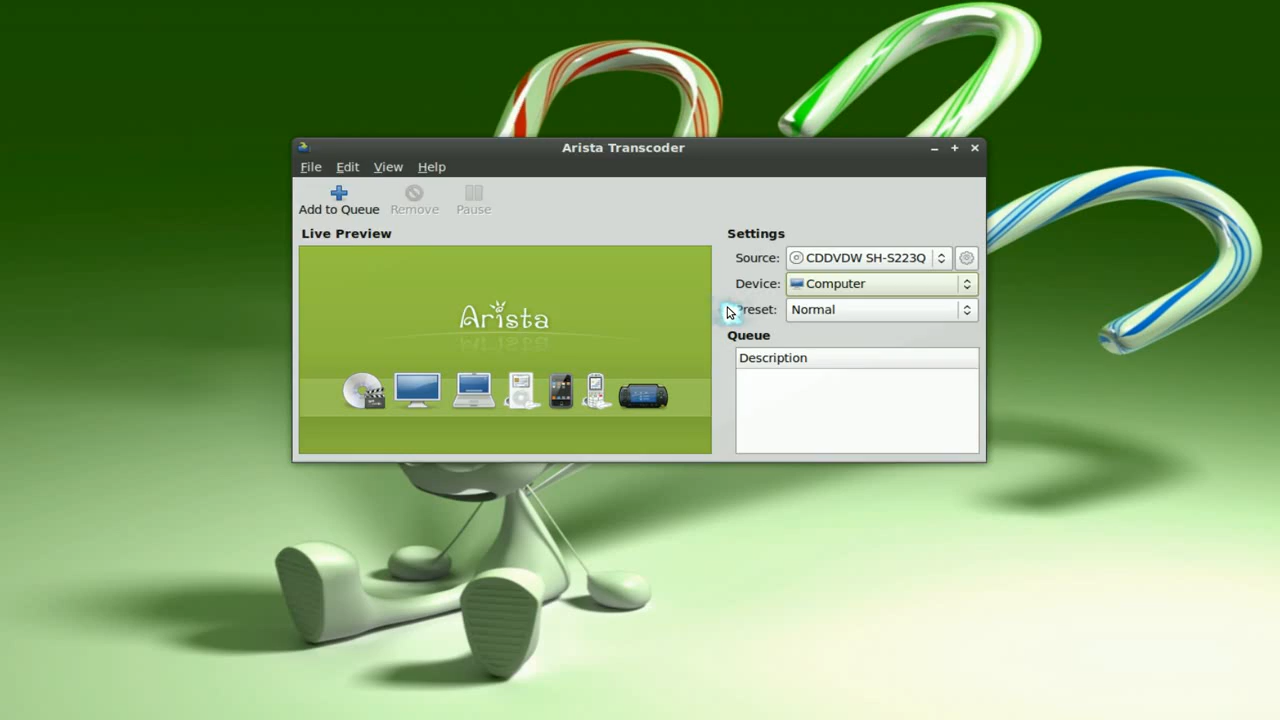 Arista Transcoder
File Edit View Help
Add to Queue Remove Pause
Live Preview
Arista
Settings
Source: CDDVDW SH-S223Q
Device: Computer
Preset: Normal
Queue
Description